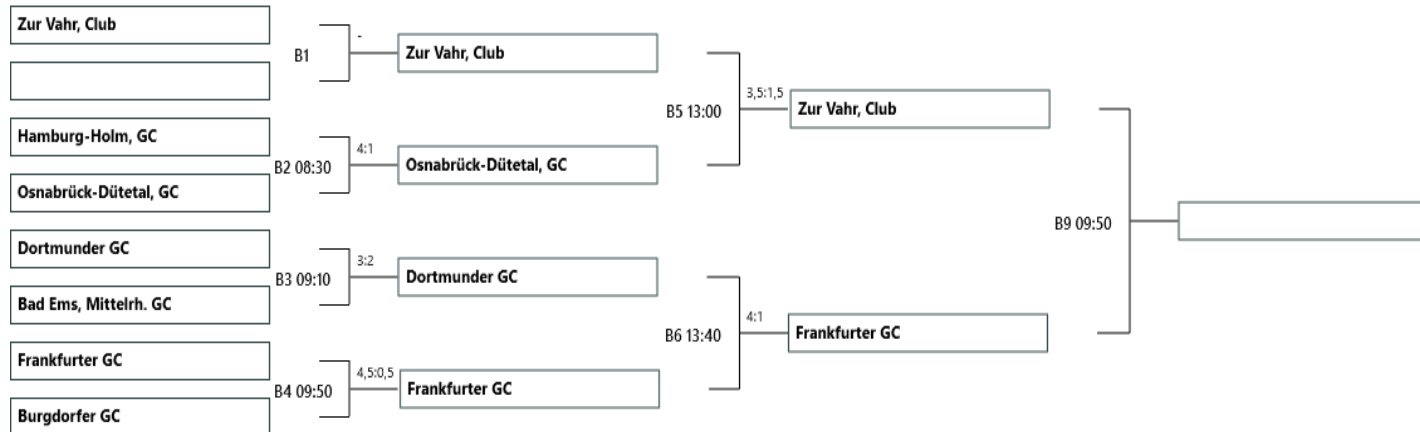 Zur Vahr, Club
B1
-
Zur Vahr, Club
Hamburg-Holm, GC
B2 08:30
4:1
Osnabrück-Dütetal, GC
Osnabrück-Dütetal, GC
B5 13:00
3,5:1,5
Zur Vahr, Club
Dortmunder GC
B3 09:10
3:2
Dortmunder GC
Bad Ems, Mittelrh. GC
Frankfurter GC
B4 09:50
4,5:0,5
Frankfurter GC
Burgdorfer GC
B6 13:40
4:1
Frankfurter GC
B9 09:50